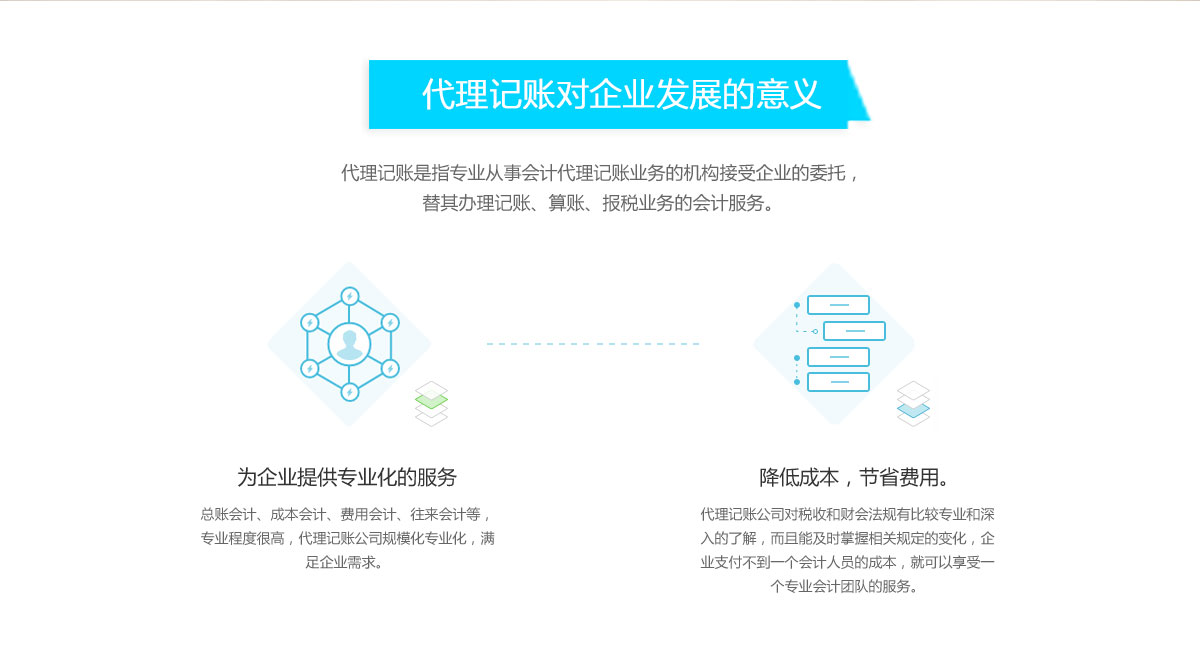 代理记账对企业发展的意义
代理记账是指专业从事会计代理记账业务的机构接受企业的委托，
替其办理记账、算账、报税业务的会计服务。
为企业提供专业化的服务
总账会计、成本会计、费用会计、往来会计等，
专业程度很高，代理记账公司规模化专业化，满
足企业需求。
降低成本，节省费用。
代理记账公司对税收和财会法规有比较专业和深
入的了解，而且能及时掌握相关规定的变化，企
业支付不到一个会计人员的成本，就可以享受一
个专业会计团队的服务。